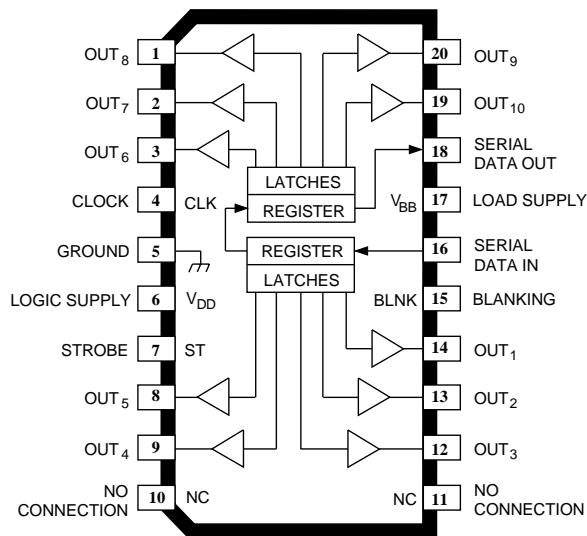 OUT8 1 20 OUT9
OUT7 2 19 OUT10
OUT6 3 18 SERIAL
DATA OUT
LATCHES
CLOCK 4 CLK REGISTER VBB 17 LOAD SUPPLY
GROUND 5 REGISTER 16 SERIAL
DATA IN
LATCHES
LOGIC SUPPLY 6 VDD BLNK 15 BLANKING
STROBE 7 ST 14 OUT1
OUT5 8 13 OUT2
OUT4 9 12 OUT3
NO
CONNECTION 10 NC NC 11 NO
CONNECTION